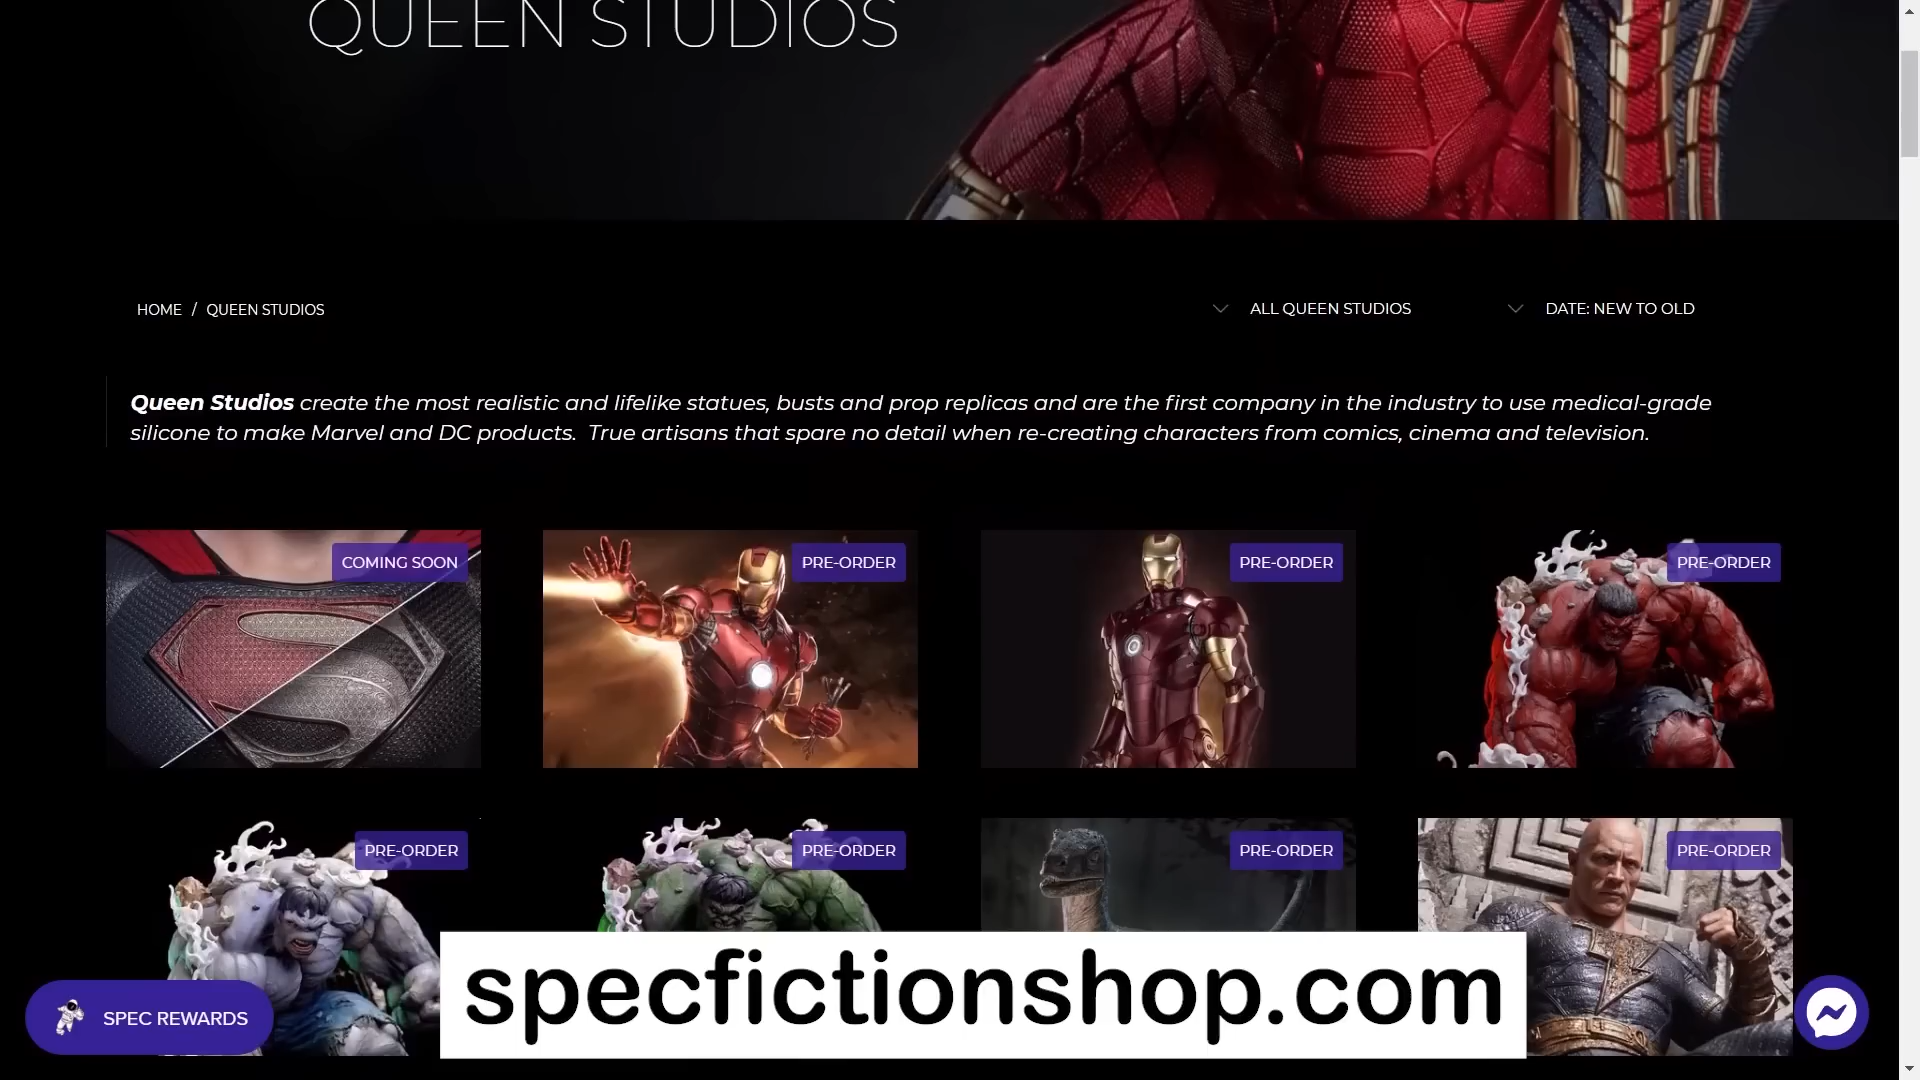 QUEEN STUDIOS
HOME / QUEEN STUDIOS
ALL QUEEN STUDIOS
DATE: NEW TO OLD
Queen Studios create the most realistic and lifelike statues, busts and prop replicas and are the first company in the industry to use medical-grade
silicone to make Marvel and DC products. True artisans that spare no detail when re-creating characters from comics, cinema and television.
COMING SOON
PRE-ORDER
PRE-ORDER
PRE-ORDER
PRE-ORDER
PRE-ORDER
PRE-ORDER
PRE-ORDER
specfictionshop.com
SPEC REWARDS